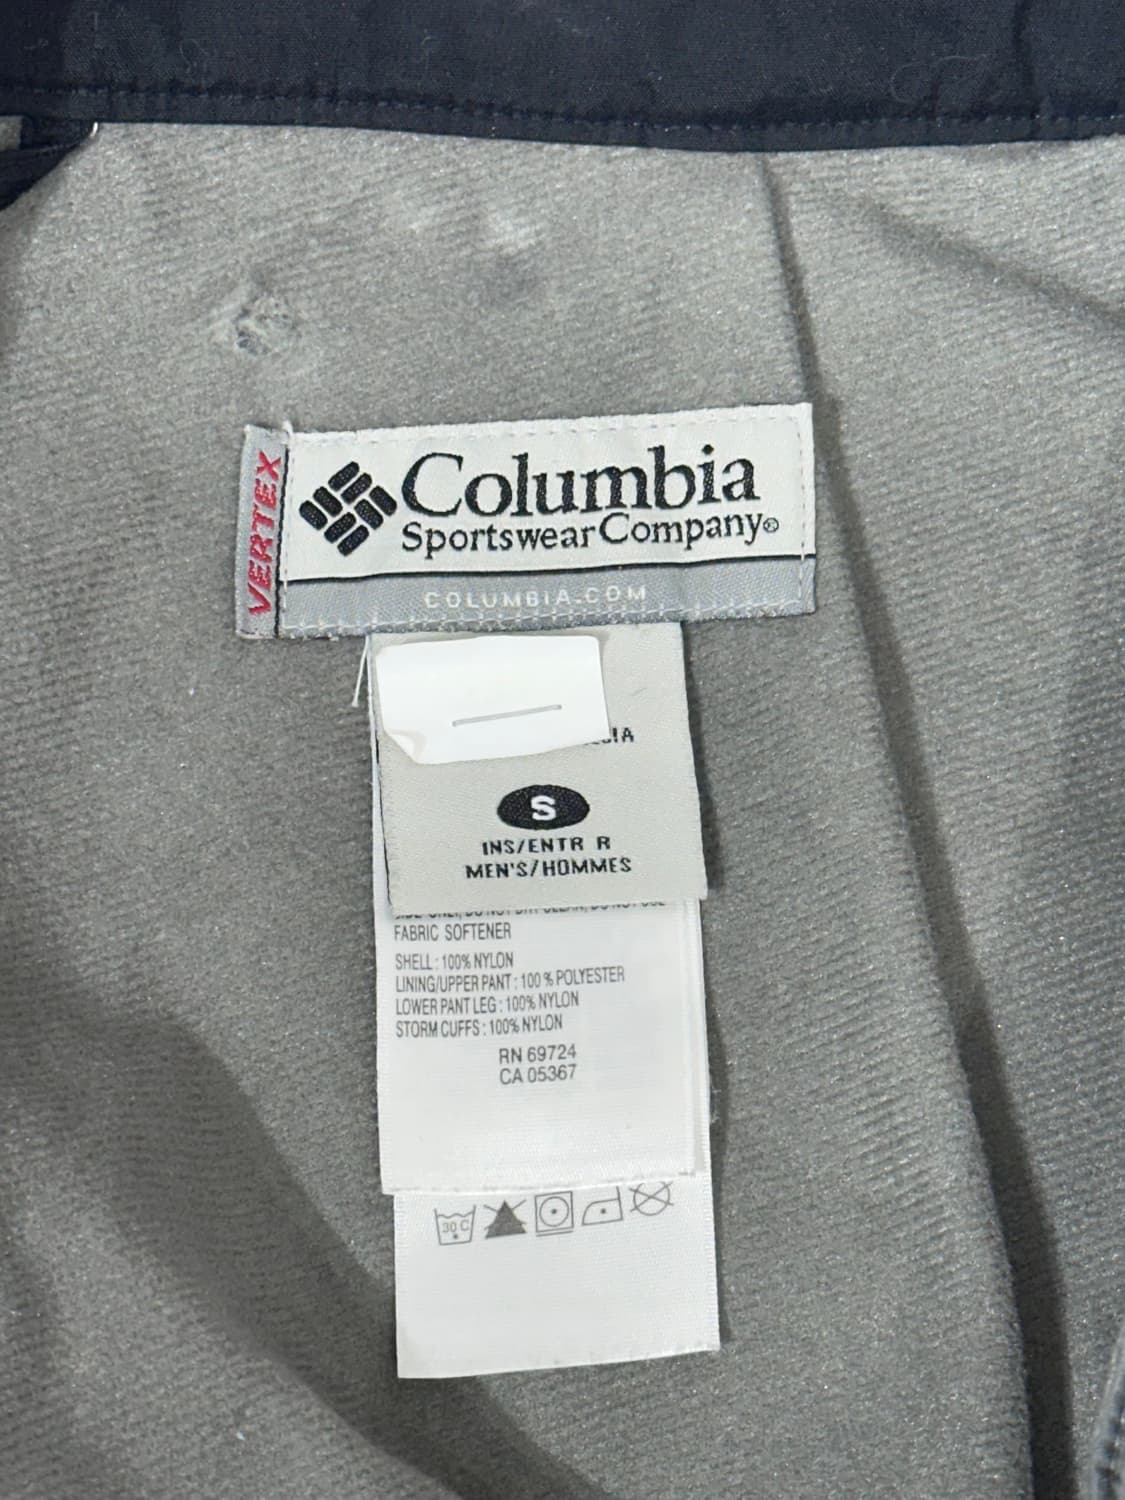 VERTEX
Columbia
Sportswear Company®
COLUMBIA.COM
S
INS/ENTR R
MEN'S/HOMMES
FABRIC SOFTENER
SHELL : 100% NYLON
LINING/UPPER PANT : 100 % POLYESTER
LOWER PANT LEG : 100% NYLON
STORM CUFFS : 100% NYLON
RN 69724
CA 05367
30 C